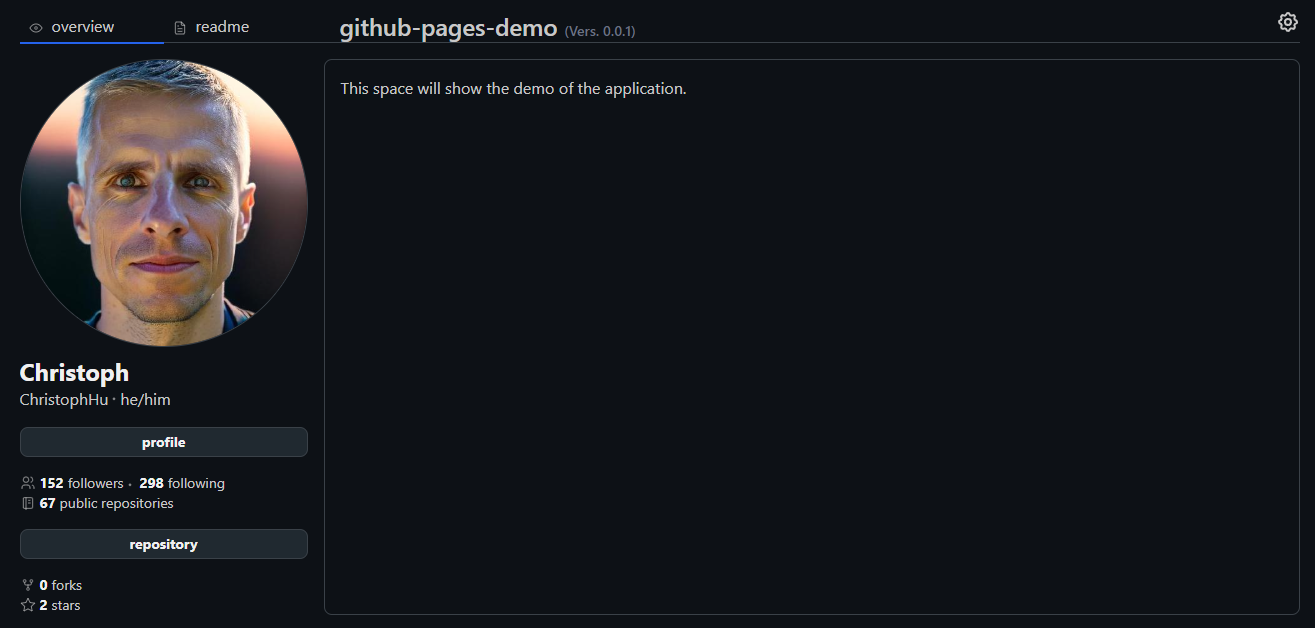 overview
readme
github-pages-demo (Vers. 0.0.1)
This space will show the demo of the application.
Christoph
ChristophHu · he/him
profile
152 followers · 298 following
67 public repositories
repository
0 forks
2 stars